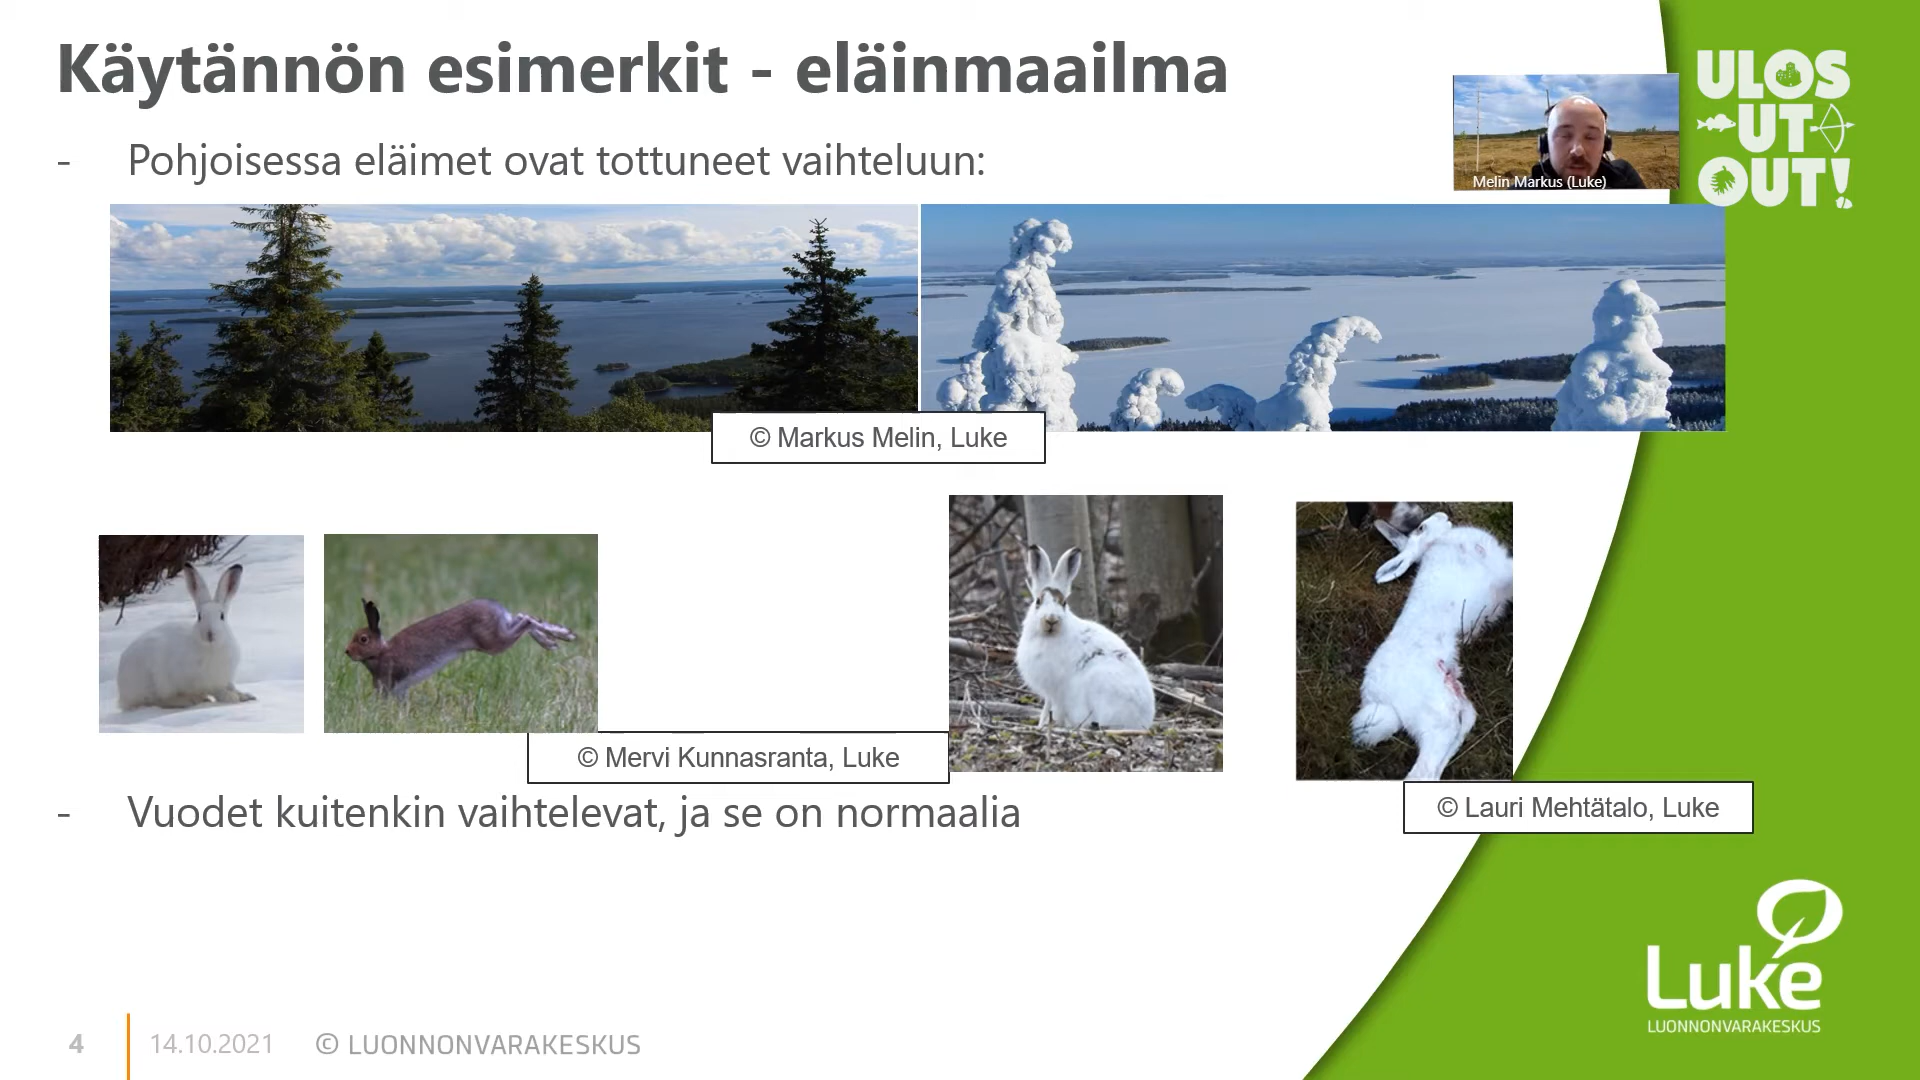 Käytännön esimerkit - eläinmaailma
ULOS
UT
OUT!
Melin Markus (Luke)
- Pohjoisessa eläimet ovat tottuneet vaihteluun:
© Markus Melin, Luke
© Mervi Kunnasranta, Luke
© Lauri Mehtätalo, Luke
- Vuodet kuitenkin vaihtelevat, ja se on normaalia
Luke
LUONNONVARAKESKUS
4
14.10.2021
© LUONNONVARAKESKUS